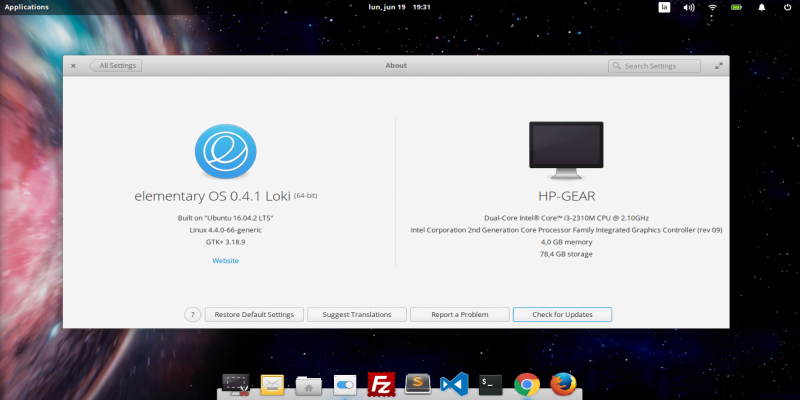 Applications
lun, jun 19 19:31
la
All Settings
About
Search Settings
elementary OS 0.4.1 Loki (64-bit)
Built on "Ubuntu 16.04.2 LTS"
Linux 4.4.0-66-generic
GTK+ 3.18.9
Website
HP-GEAR
Dual-Core Intel® Core™ i3-2310M CPU @ 2.10GHz
Intel Corporation 2nd Generation Core Processor Family Integrated Graphics Controller (rev 09)
4,0 GB memory
78,4 GB storage
?
Restore Default Settings
Suggest Translations
Report a Problem
Check for Updates
Fz
S
>_